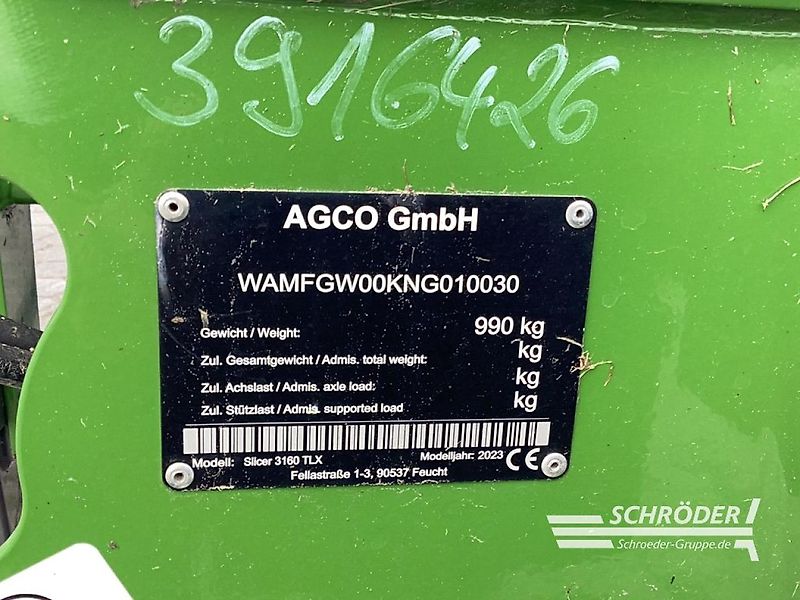 3916426
AGCO GmbH
WAMFGW00KNG010030
Gewicht / Weight: 990 kg
Zul. Gesamtgewicht / Admis. total weight: kg
Zul. Achslast / Admis. axle load: kg
Zul. Stützlast / Admis. supported load kg
Modell: Slicer 3160 TLX Modelljahr: 2023 CE
Fellastraße 1-3, 90537 Feucht
SCHRÖDER
Schroeder-Gruppe.de